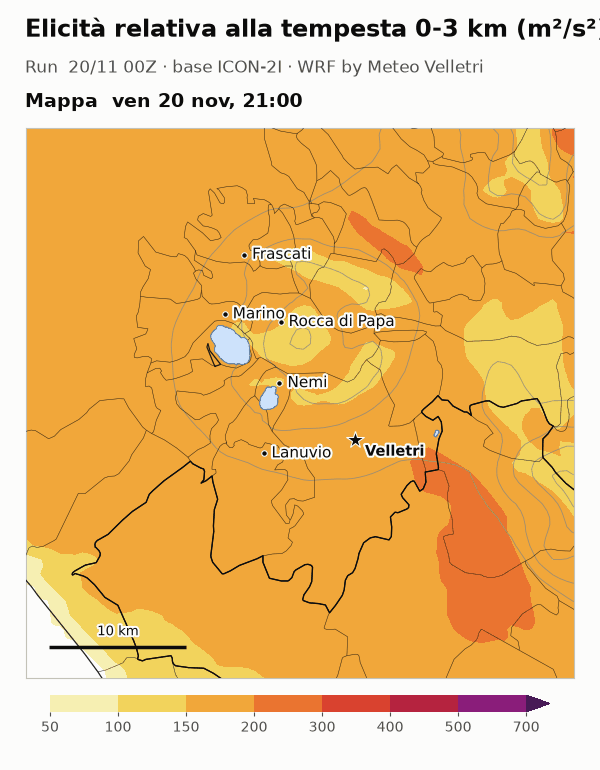 Elicità relativa alla tempesta 0-3 km (m²/s²)
Run  20/11 00Z · base ICON-2I · WRF by Meteo Velletri
Mappa  ven 20 nov, 21:00
Frascati
Marino
Rocca di Papa
Nemi
Velletri
Lanuvio
10 km
50 100 150 200 300 400 500 700